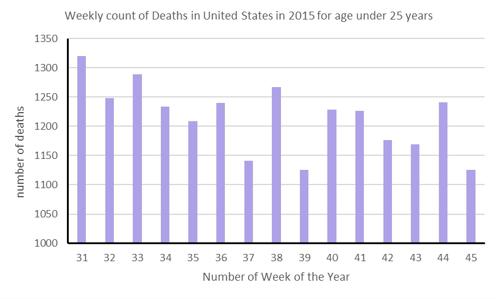 Weekly count of Deaths in United States in 2015 for age under 25 years
1350
1300
1250
1200
1150
1100
1050
1000
number of deaths
31 32 33 34 35 36 37 38 39 40 41 42 43 44 45
Number of Week of the Year